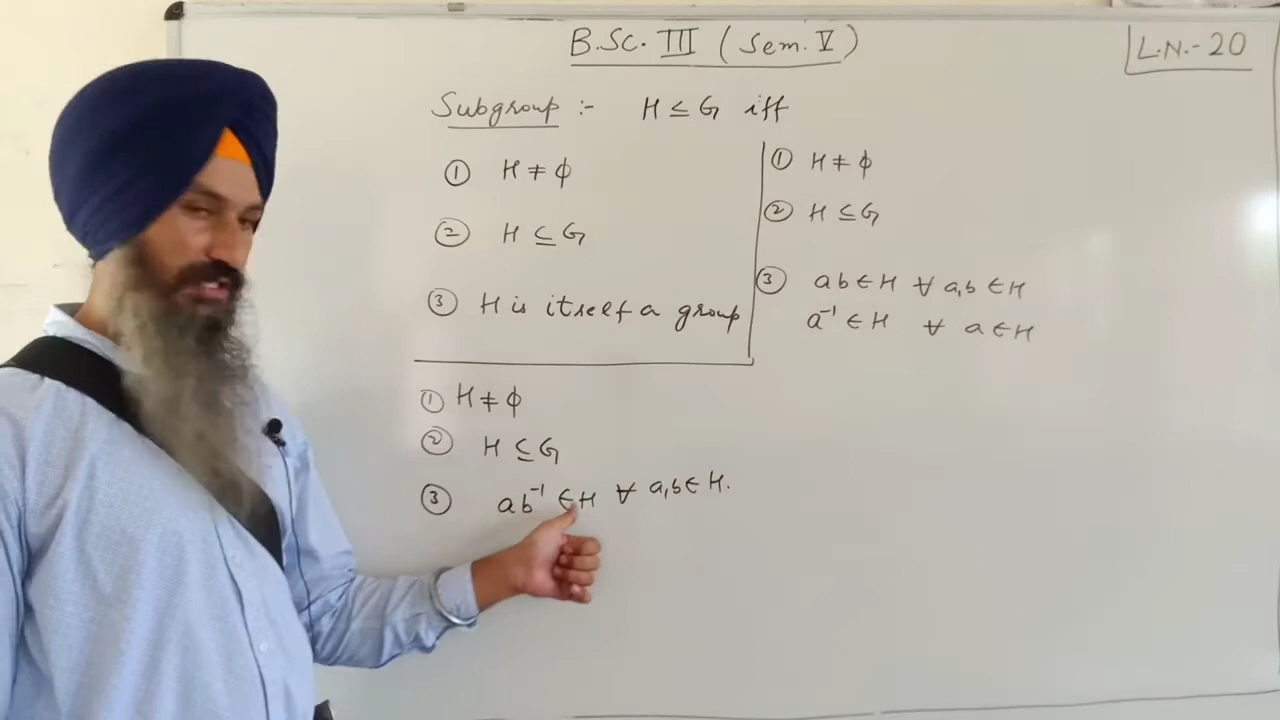 B.Sc. III (Sem. V)
L.N.-20
Subgroup :- H ≤ G iff
① H ≠ ϕ
② H ⊆ G
③ H is itself a group
① H ≠ ϕ
② H ⊆ G
③ ab ∈ H ∀ a,b ∈ H
a⁻¹ ∈ H ∀ a ∈ H
① H ≠ ϕ
② H ⊆ G
③ ab⁻¹ ∈ H ∀ a,b ∈ H.